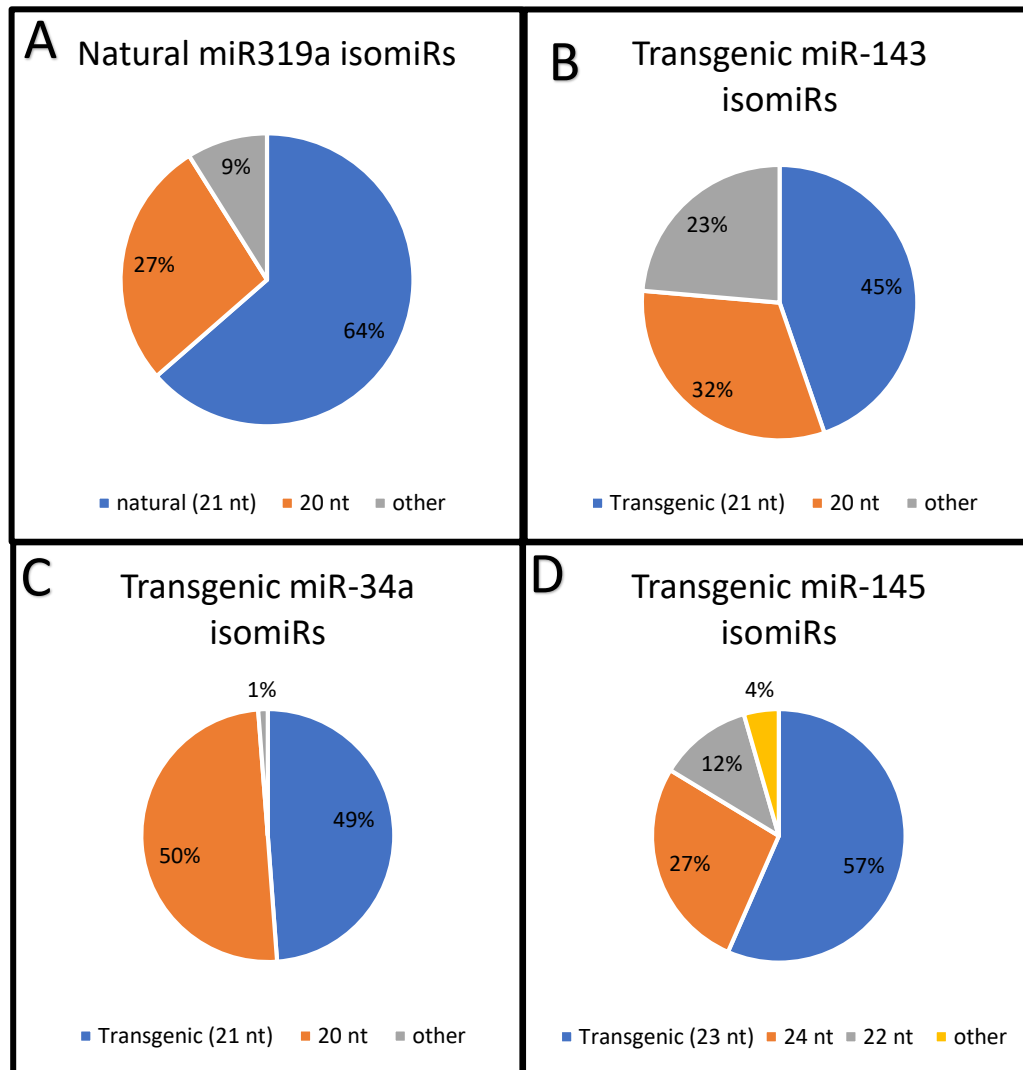 A
Natural miR319a isomiRs
9%
27%
64%
natural (21 nt) 20 nt other
B
Transgenic miR-143
isomiRs
23%
45%
32%
Transgenic (21 nt) 20 nt other
C
Transgenic miR-34a
isomiRs
1%
49%
50%
Transgenic (21 nt) 20 nt other
D
Transgenic miR-145
isomiRs
4%
12%
27%
57%
Transgenic (23 nt) 24 nt 22 nt other